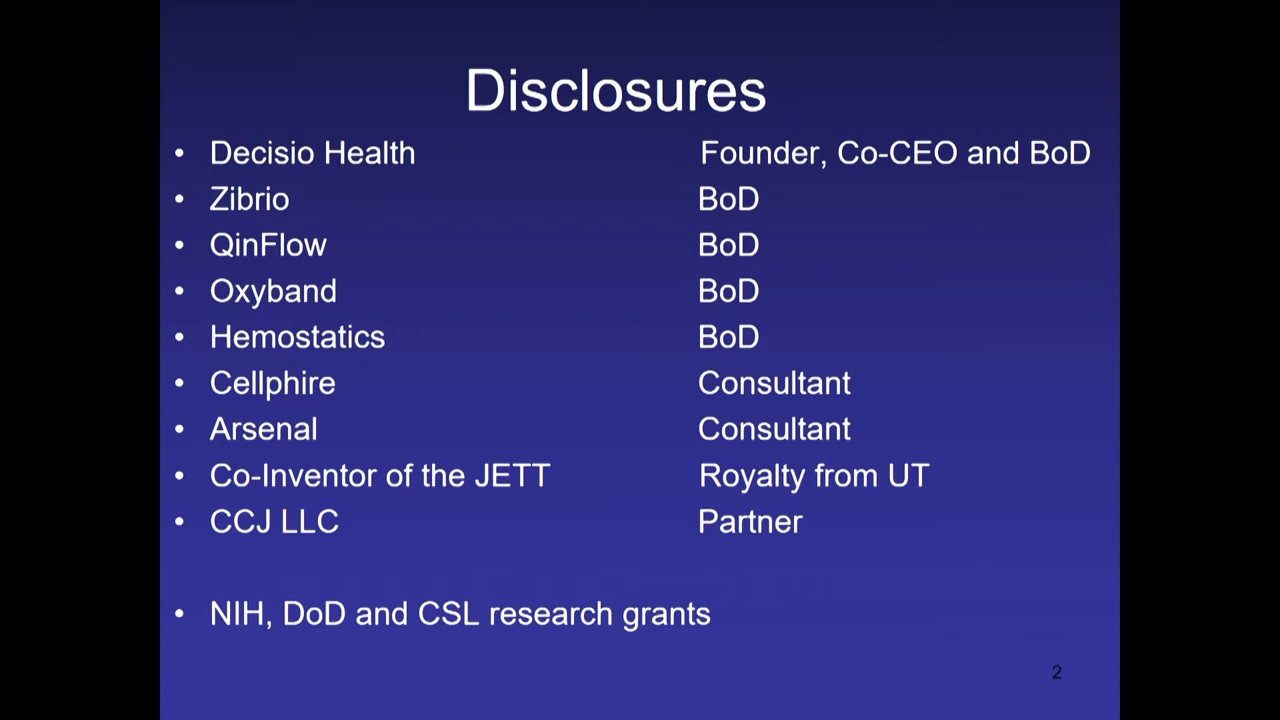 Disclosures
• Decisio Health Founder, Co-CEO and BoD
• Zibrio BoD
• QinFlow BoD
• Oxyband BoD
• Hemostatics BoD
• Cellphire Consultant
• Arsenal Consultant
• Co-Inventor of the JETT Royalty from UT
• CCJ LLC Partner
• NIH, DoD and CSL research grants
2